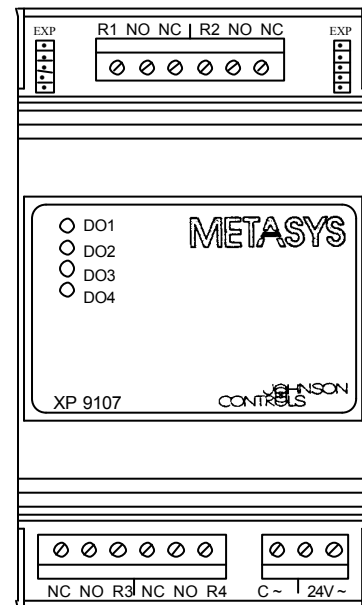 EXP R1 NO NC R2 NO NC EXP
DO1
DO2
DO3
DO4
METASYS
JOHNSON
CONTROLS
XP 9107
NC NO R3 NC NO R4 C ~ 24V ~